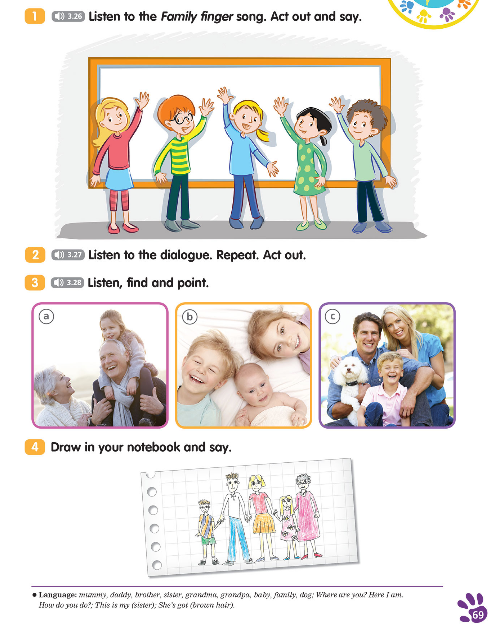 1 3.26 Listen to the Family finger song. Act out and say.
2 3.27 Listen to the dialogue. Repeat. Act out.
3 3.28 Listen, find and point.
a b c
4 Draw in your notebook and say.
• Language: mummy, daddy, brother, sister, grandma, grandpa, baby, family, dog; Where are you? Here I am.
How do you do?; This is my (sister); She's got (brown hair).
69